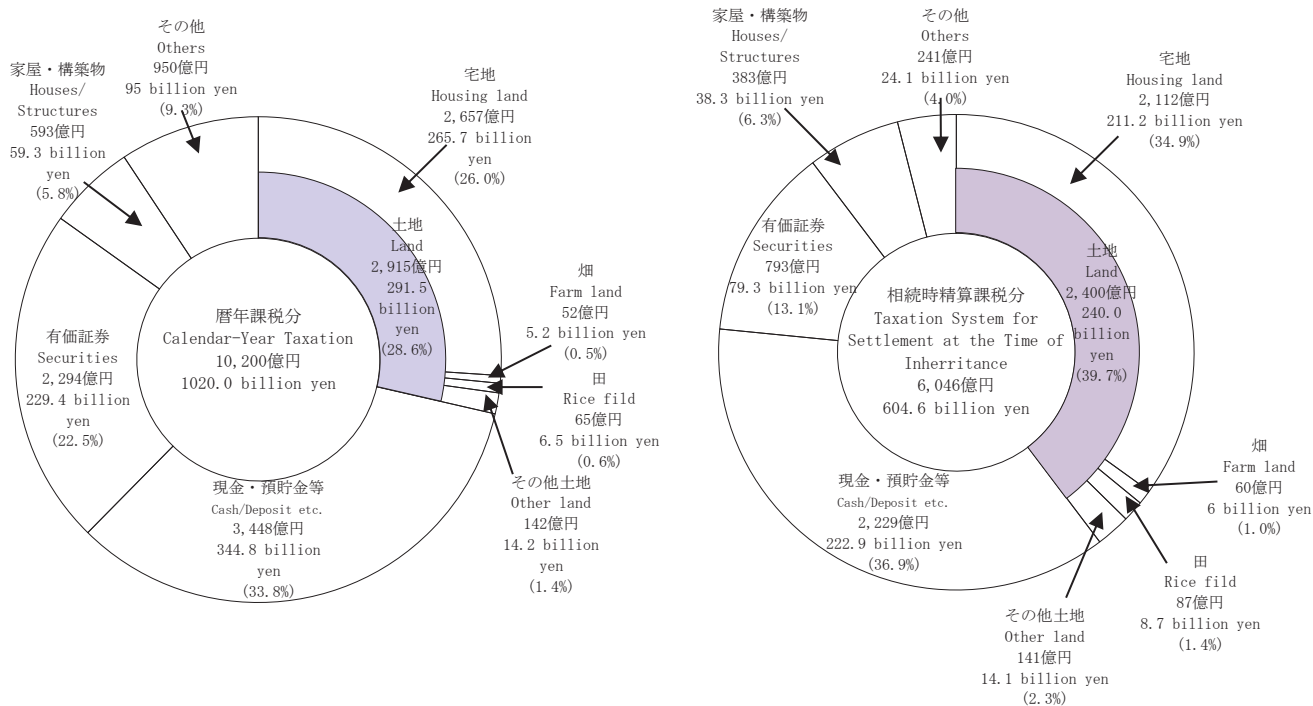 その他
Others
950億円
95 billion yen
(9.3%)
家屋・構築物
Houses/
Structures
593億円
59.3 billion
yen
(5.8%)
宅地
Housing land
2,657億円
265.7 billion
yen
(26.0%)
土地
Land
2,915億円
291.5
billion
yen
(28.6%)
畑
Farm land
52億円
5.2 billion yen
(0.5%)
田
Rice fild
65億円
6.5 billion yen
(0.6%)
その他土地
Other land
142億円
14.2 billion
yen
(1.4%)
現金・預貯金等
Cash/Deposit etc.
3,448億円
344.8 billion
yen
(33.8%)
有価証券
Securities
2,294億円
229.4 billion
yen
(22.5%)
暦年課税分
Calendar-Year Taxation
10,200億円
1020.0 billion yen
家屋・構築物
Houses/
Structures
383億円
38.3 billion yen
(6.3%)
その他
Others
241億円
24.1 billion yen
(4.0%)
宅地
Housing land
2,112億円
211.2 billion yen
(34.9%)
有価証券
Securities
793億円
79.3 billion yen
(13.1%)
土地
Land
2,400億円
240.0
billion
yen
(39.7%)
相続時精算課税分
Taxation System for
Settlement at the Time of
Inherritance
6,046億円
604.6 billion yen
現金・預貯金等
Cash/Deposit etc.
2,229億円
222.9 billion yen
(36.9%)
畑
Farm land
60億円
6 billion yen
(1.0%)
田
Rice fild
87億円
8.7 billion yen
(1.4%)
その他土地
Other land
141億円
14.1 billion yen
(2.3%)